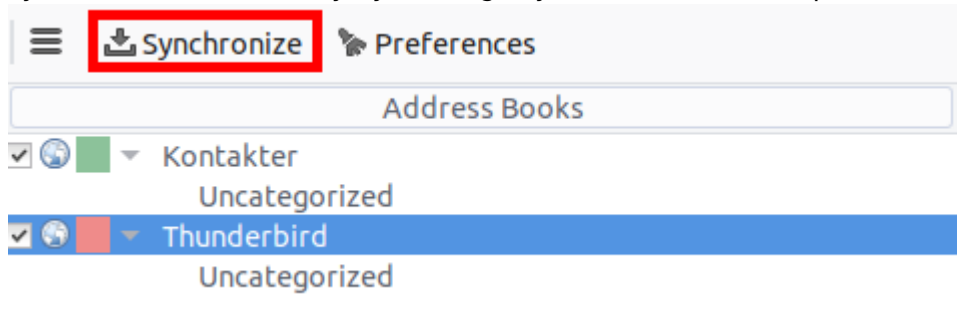 Synchronize Preferences
Address Books
Kontakter
Uncategorized
Thunderbird
Uncategorized